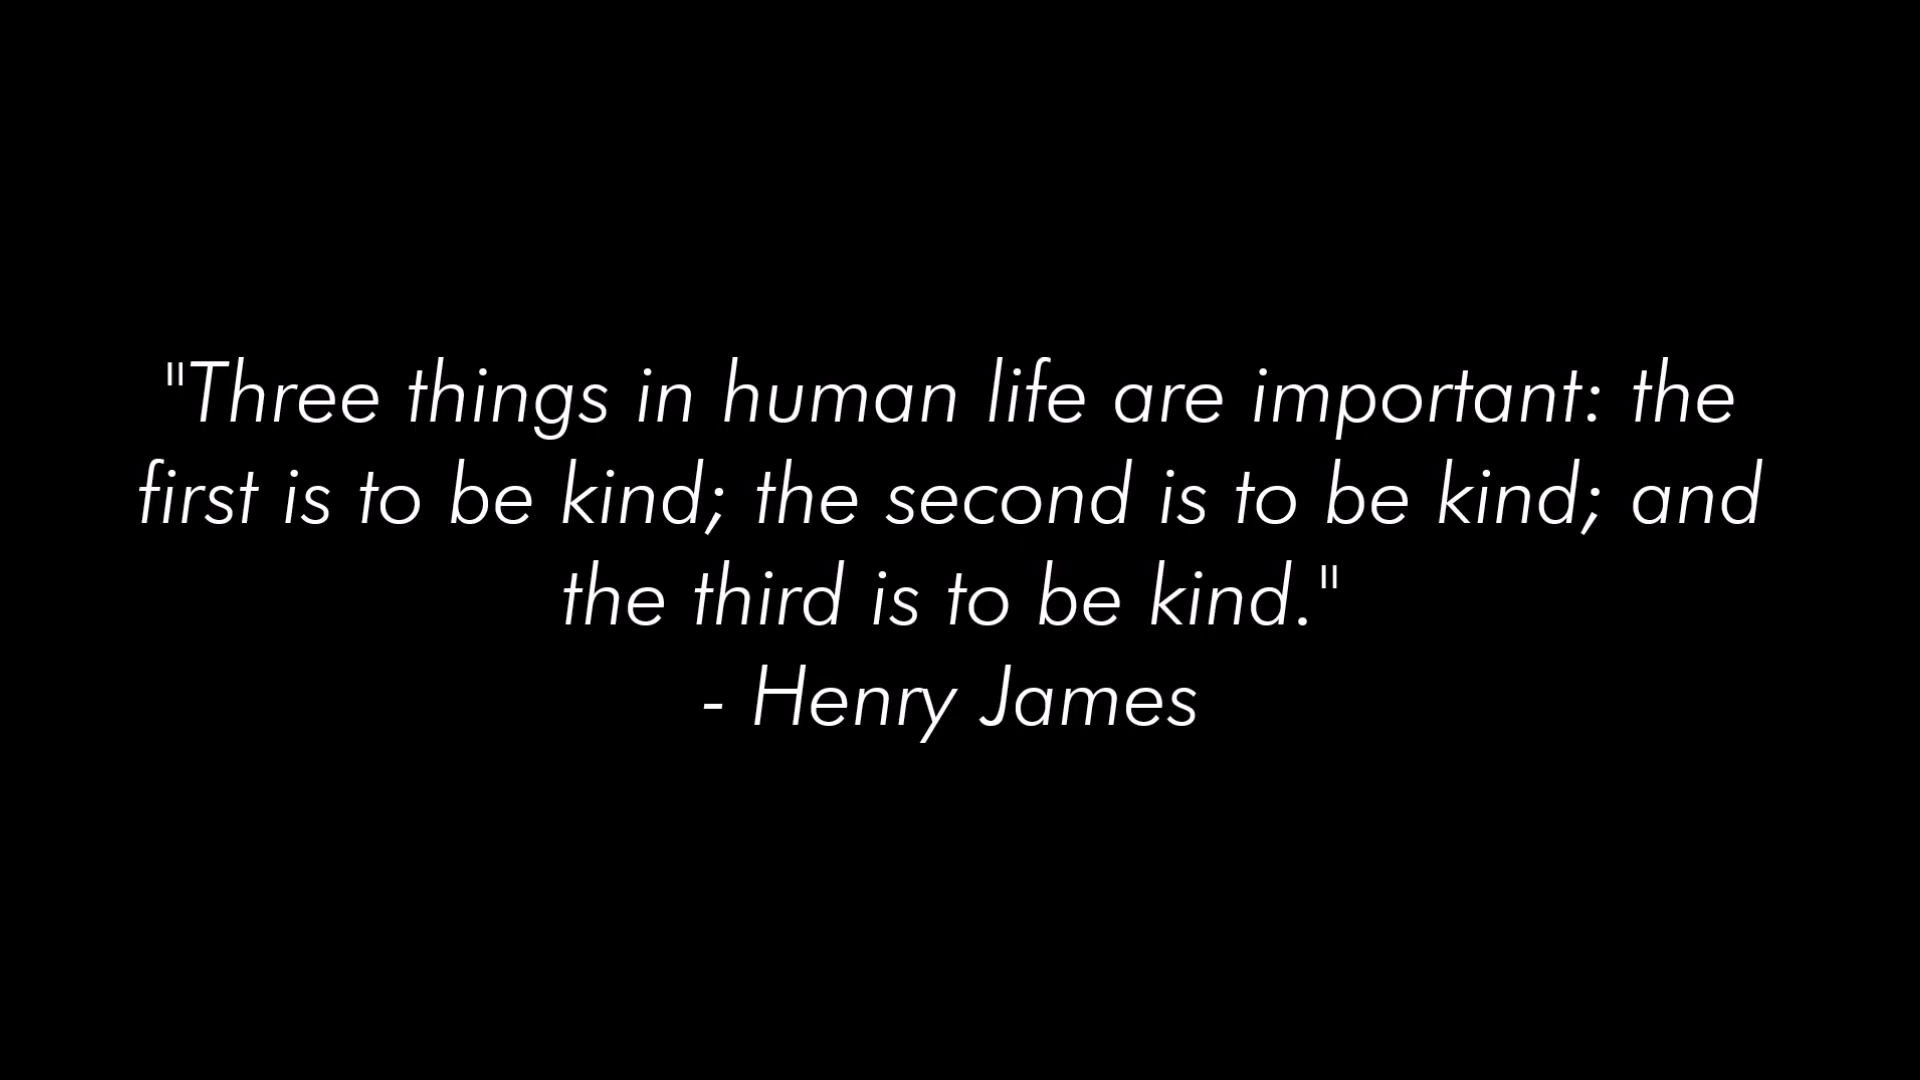 "Three things in human life are important: the
first is to be kind; the second is to be kind; and
the third is to be kind."
- Henry James